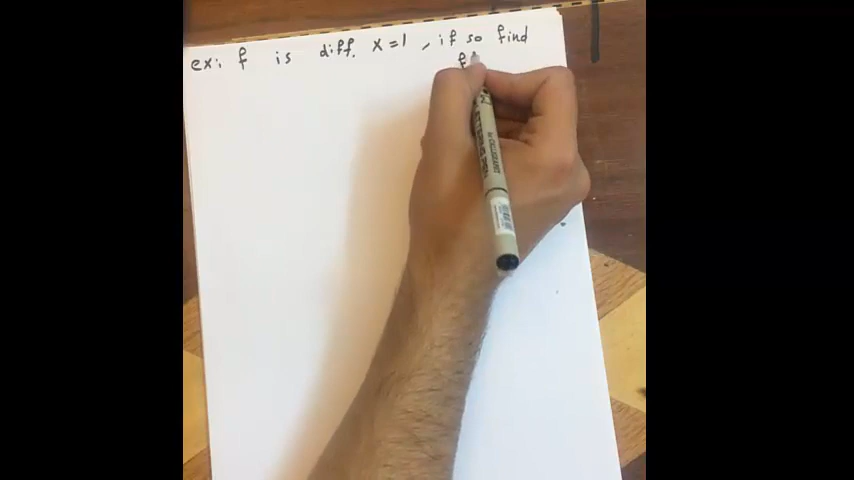 ex: f is diff. x=1, if so find
f'